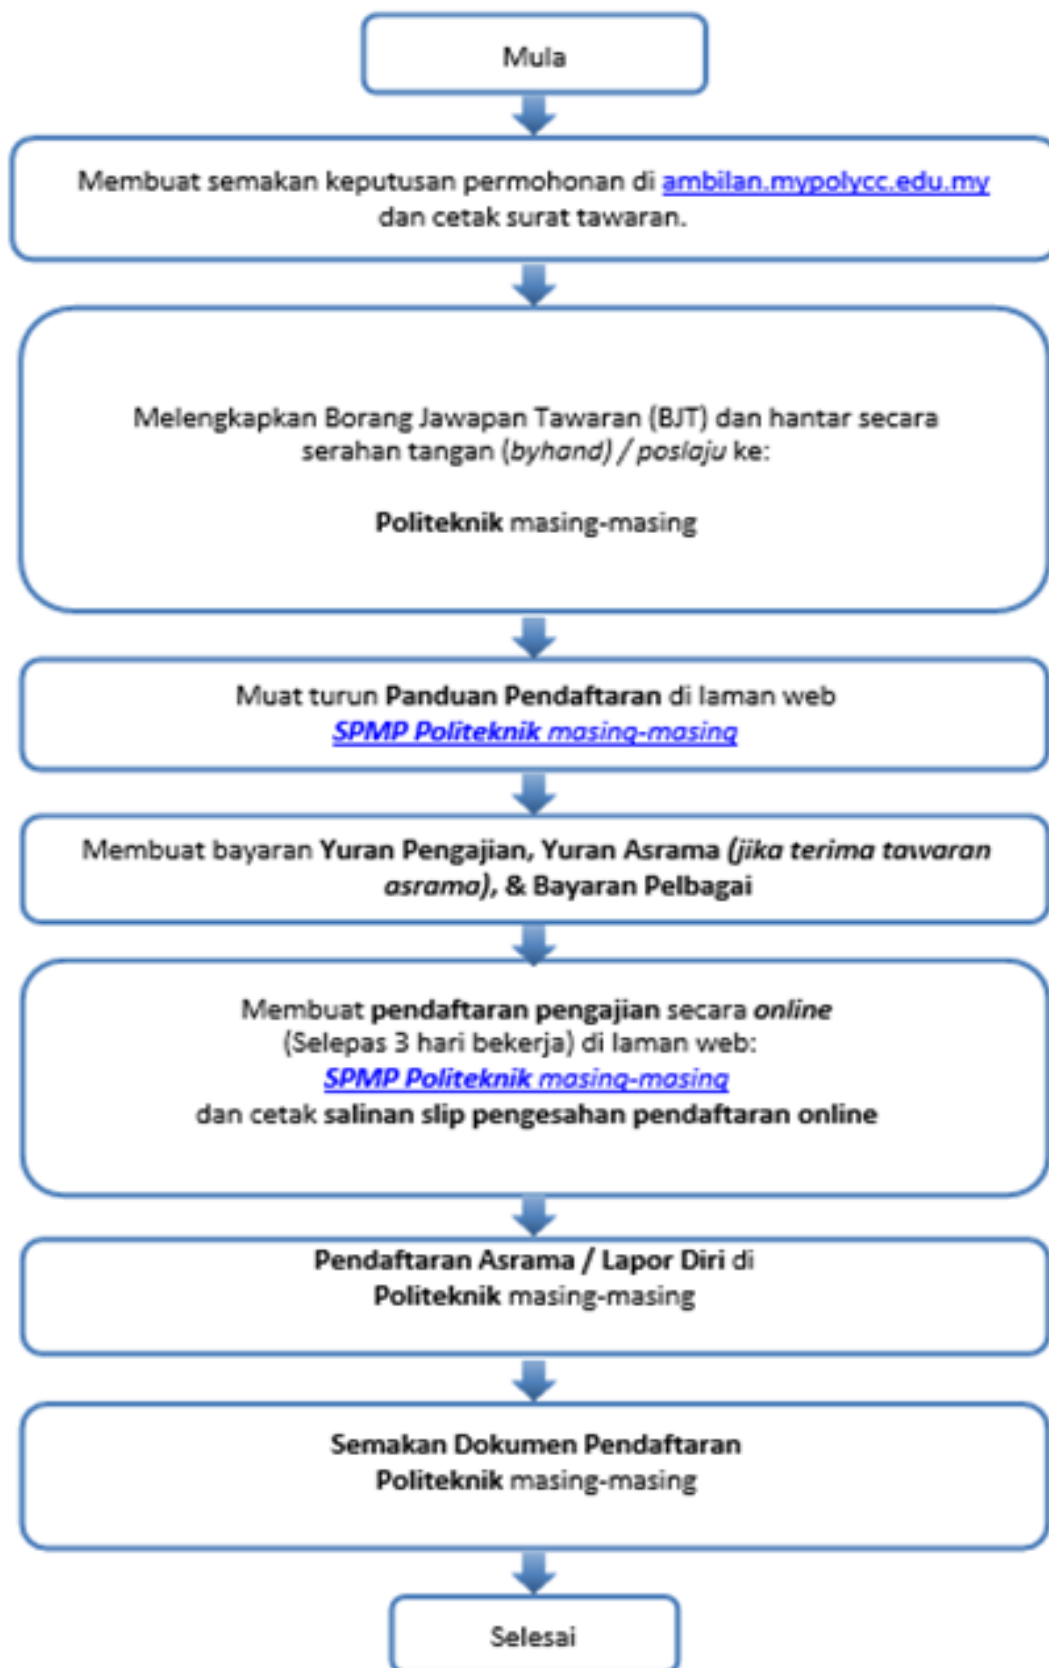 Mula
Membuat semakan keputusan permohonan di ambilan.mypolycc.edu.my
dan cetak surat tawaran.
Melengkapkan Borang Jawapan Tawaran (BJT) dan hantar secara
serahan tangan (byhand) / poslaju ke:
Politeknik masing-masing
Muat turun Panduan Pendaftaran di laman web
SPMP Politeknik masing-masing
Membuat bayaran Yuran Pengajian, Yuran Asrama (jika terima tawaran
asrama), & Bayaran Pelbagai
Membuat pendaftaran pengajian secara online
(Selepas 3 hari bekerja) di laman web:
SPMP Politeknik masing-masing
dan cetak salinan slip pengesahan pendaftaran online
Pendaftaran Asrama / Lapor Diri di
Politeknik masing-masing
Semakan Dokumen Pendaftaran
Politeknik masing-masing
Selesai